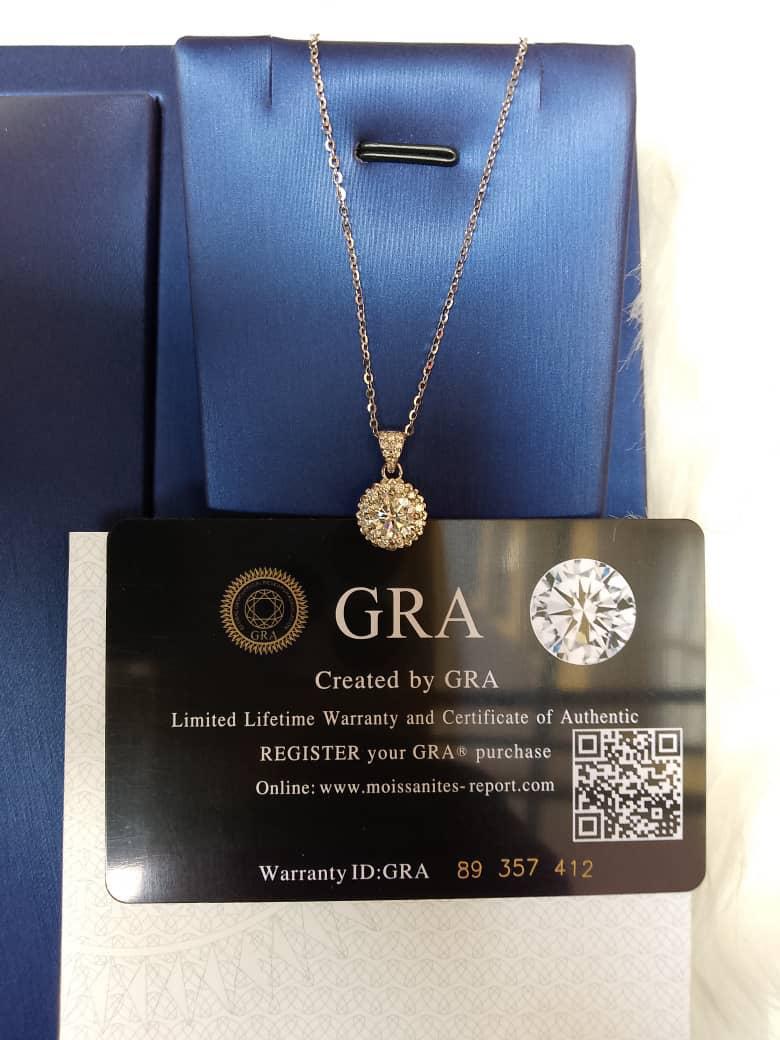 GRA
GRA
Created by GRA
Limited Lifetime Warranty and Certificate of Authentic
REGISTER your GRA® purchase
Online: www.moissanites-report.com
Warranty ID:GRA 89 357 412